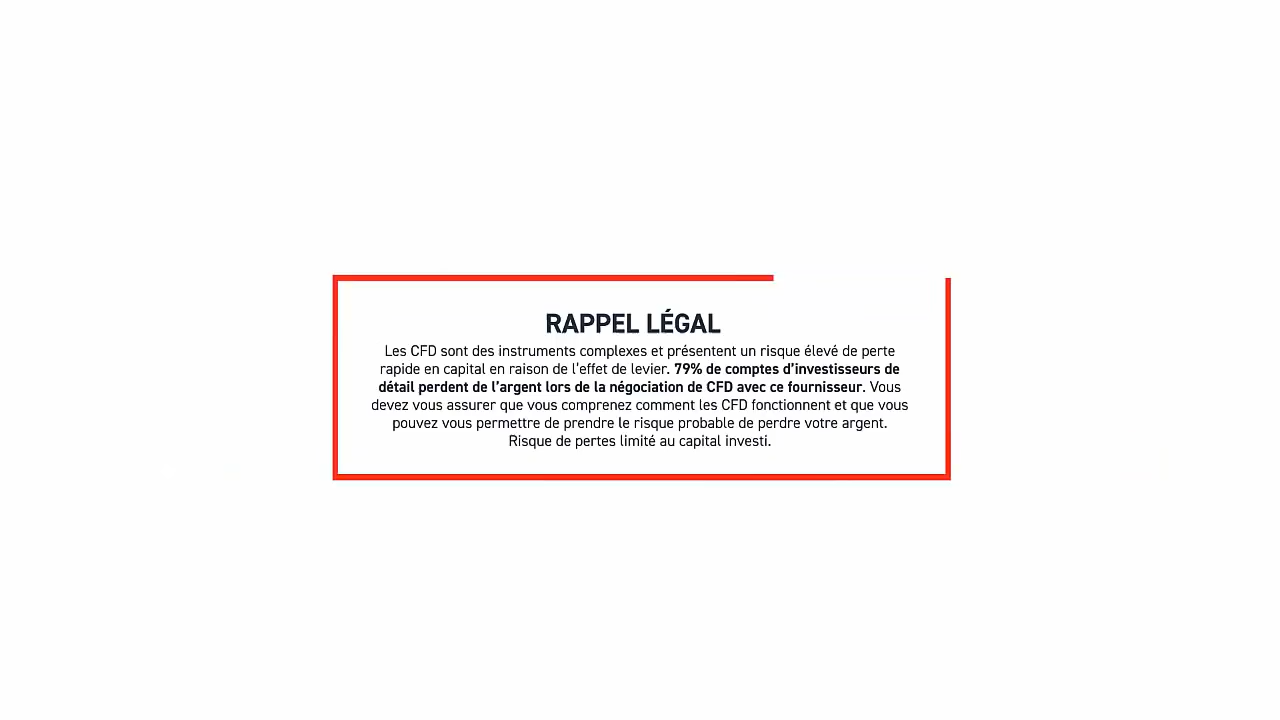 RAPPEL LÉGAL
Les CFD sont des instruments complexes et présentent un risque élevé de perte
rapide en capital en raison de l'effet de levier. 79% de comptes d'investisseurs de
détail perdent de l'argent lors de la négociation de CFD avec ce fournisseur. Vous
devez vous assurer que vous comprenez comment les CFD fonctionnent et que vous
pouvez vous permettre de prendre le risque probable de perdre votre argent.
Risque de pertes limité au capital investi.